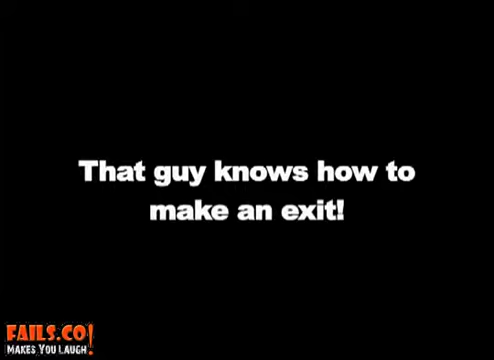 That guy knows how to
make an exit!
FAILS.CO!
MAKES YOU LAUGH!